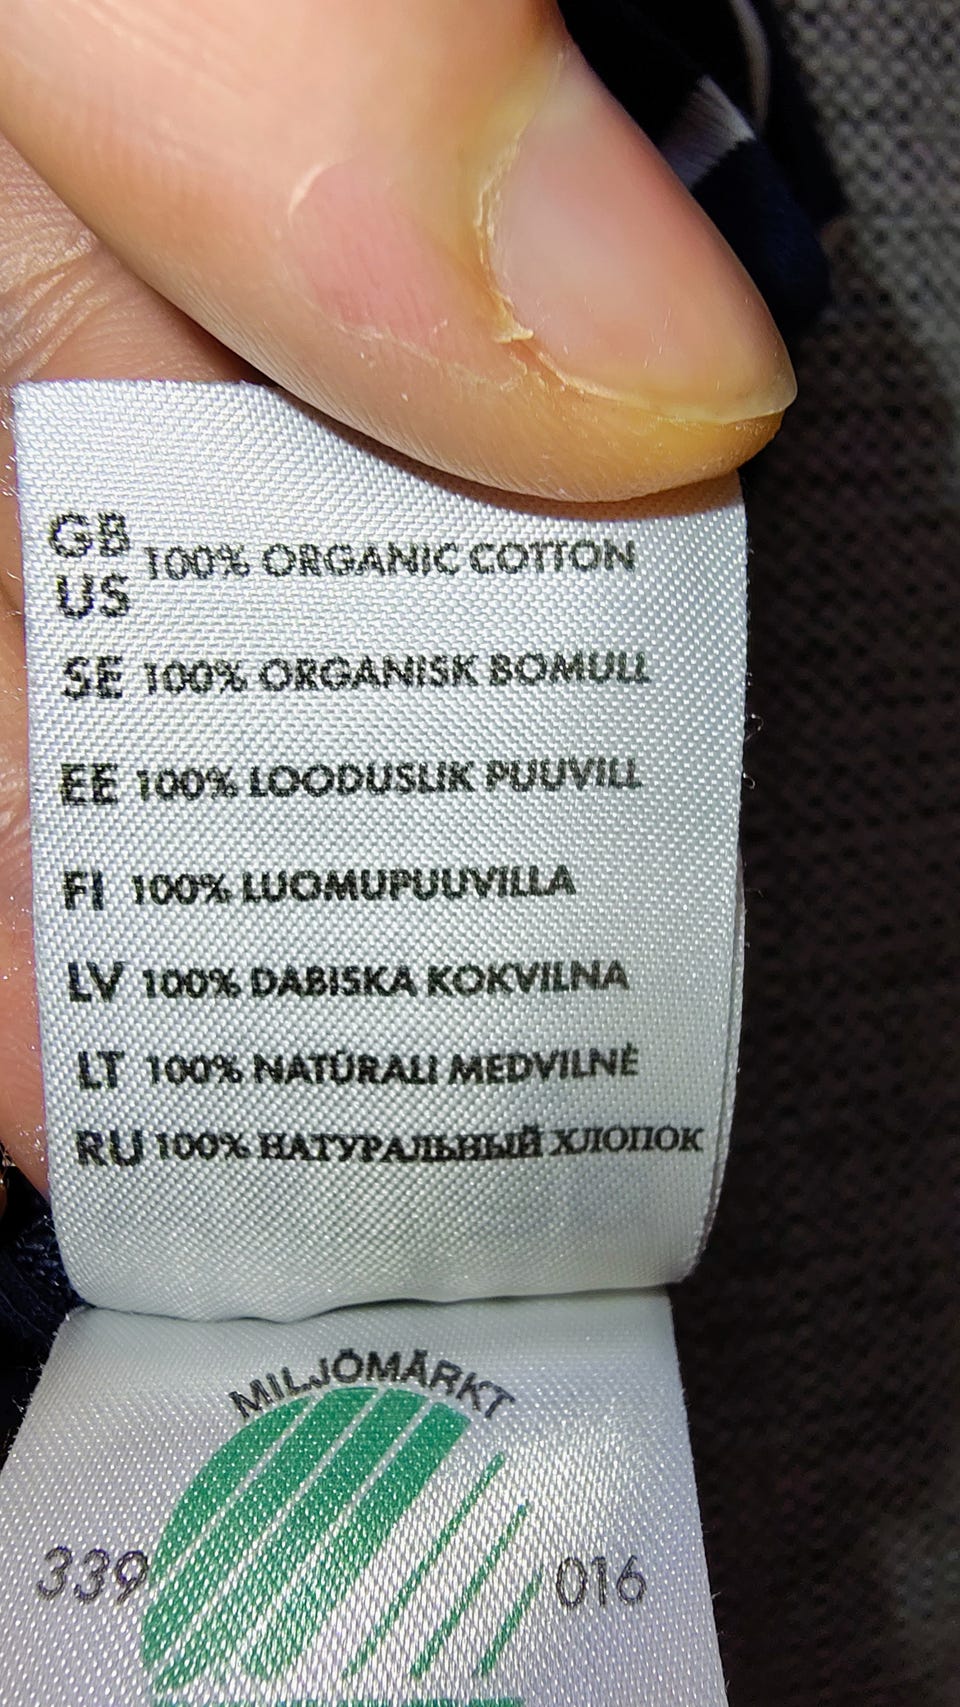 GB
US 100% ORGANIC COTTON
SE 100% ORGANISK BOMULL
EE 100% LOODUSLIK PUUVILL
FI 100% LUOMUPUUVILLA
LV 100% DABISKA KOKVILNA
LT 100% NATŪRALI MEDVILNĖ
RU 100% НАТУРАЛЬНЫЙ ХЛОПОК
MILJÖMÄRKT
339 016